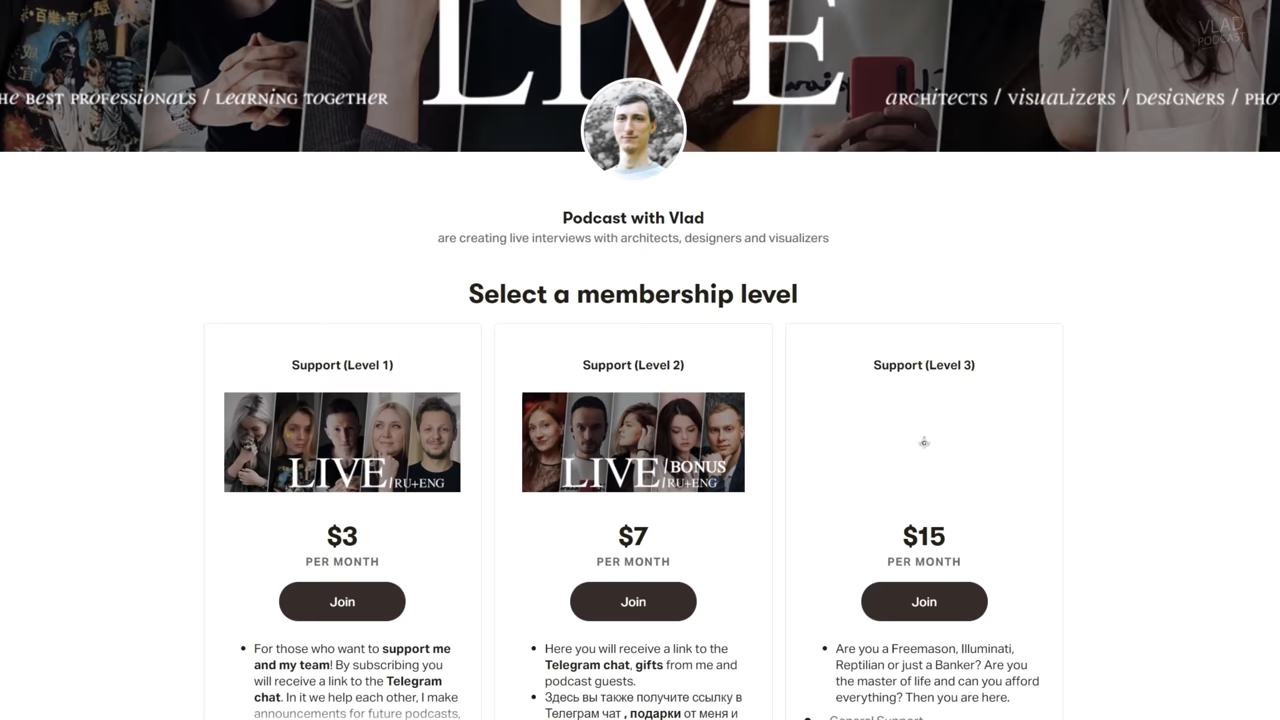 LIVE
VLAD
PODCAST
HE BEST PROFESSIONALS / LEARNING TOGETHER
ARCHITECTS / VISUALIZERS / DESIGNERS / PHO
Podcast with Vlad
are creating live interviews with architects, designers and visualizers
Select a membership level
Support (Level 1)
LIVE /RU+ENG
$3
PER MONTH
Join
• For those who want to support me
and my team! By subscribing you
will receive a link to the Telegram
chat. In it we help each other, I make
announcements for future podcasts,
Support (Level 2)
LIVE /BONUS
/RU+ENG
$7
PER MONTH
Join
• Here you will receive a link to the
Telegram chat, gifts from me and
podcast guests.
• Здесь вы также получите ссылку в
Телеграм чат , подарки от меня и
Support (Level 3)
$15
PER MONTH
Join
• Are you a Freemason, Illuminati,
Reptilian or just a Banker? Are you
the master of life and can you afford
everything? Then you are here.
• General Support